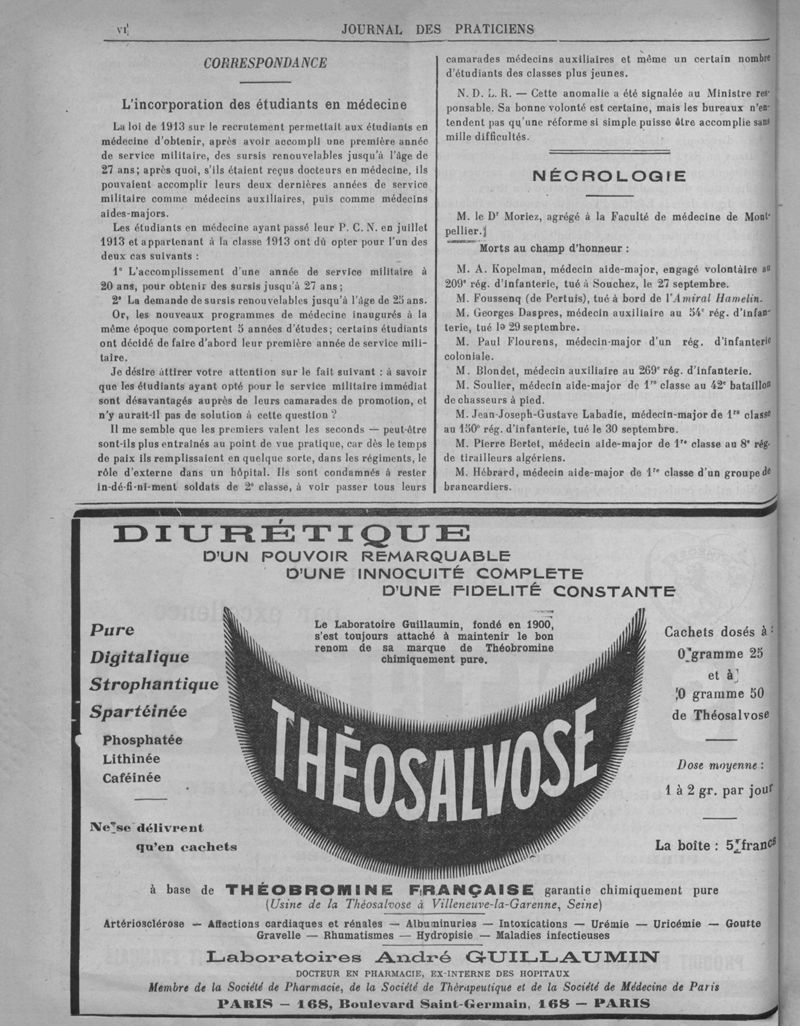 VI
JOURNAL DES PRATICIENS
CORRESPONDANCE
L'incorporation des étudiants en médecine
La loi de 1913 sur le recrutement permettait aux étudiants en
médecine d'obtenir, après avoir accompli une première année
de service militaire, des sursis renouvelables jusqu'à l'âge de
27 ans; après quoi, s'ils étaient reçus docteurs en médecine, ils
pouvaient accomplir leurs deux dernières années de service
militaire comme médecins auxiliaires, puis comme médecins
aides-majors.
Les étudiants en médecine ayant passé leur P. C. N. en juillet
1913 et appartenant à la classe 1913 ont dû opter pour l'un des
deux cas suivants :
1° L'accomplissement d'une année de service militaire à
20 ans, pour obtenir des sursis jusqu'à 27 ans;
2° La demande de sursis renouvelables jusqu'à l'âge de 25 ans.
Or, les nouveaux programmes de médecine inaugurés à la
même époque comportent 5 années d'études; certains étudiants
ont décidé de faire d'abord leur première année de service mili-
taire.
Je désire attirer votre attention sur le fait suivant : à savoir
que les étudiants ayant opté pour le service militaire immédiat
sont désavantagés auprès de leurs camarades de promotion, et
n'y aurait-il pas de solution à cette question ?
Il me semble que les premiers valent les seconds — peut-être
sont-ils plus entraînés au point de vue pratique, car dès le temps
de paix ils remplissaient en quelque sorte, dans les régiments, le
rôle d'externe dans un hôpital. Ils sont condamnés à rester
in-dé-fi-ni-ment soldats de 2e classe, à voir passer tous leurs
camarades médecins auxiliaires et même un certain nombre
d'étudiants des classes plus jeunes.
N. D. L. R. — Cette anomalie a été signalée au Ministre res-
ponsable. Sa bonne volonté est certaine, mais les bureaux n'en-
tendent pas qu'une réforme si simple puisse être accomplie sans
mille difficultés.
NÉCROLOGIE
M. le Dr Moriez, agrégé à la Faculté de médecine de Mont-
pellier.
Morts au champ d'honneur :
M. A. Kopelman, médecin aide-major, engagé volontaire au
209e rég. d'infanterie, tué à Souchez, le 27 septembre.
M. Foussenq (de Pertuis), tué à bord de l'Amiral Hamelin.
M. Georges Daspres, médecin auxiliaire au 54e rég. d'infan-
terie, tué le 29 septembre.
M. Paul Flourens, médecin-major d'un rég. d'infanterie
coloniale.
M. Blondet, médecin auxiliaire au 269e rég. d'infanterie.
M. Soulier, médecin aide-major de 1re classe au 42e bataillon
de chasseurs à pied.
M. Jean-Joseph-Gustave Labadie, médecin-major de 1re classe
au 150e rég. d'infanterie, tué le 30 septembre.
M. Pierre Bertet, médecin aide-major de 1re classe au 8e rég.
de tirailleurs algériens.
M. Hébrard, médecin aide-major de 1re classe d'un groupe de
brancardiers.
DIURÉTIQUE
D'UN POUVOIR REMARQUABLE
D'UNE INNOCUITÉ COMPLETE
D'UNE FIDELITÉ CONSTANTE
Le Laboratoire Guillaumin, fondé en 1900,
s'est toujours attaché à maintenir le bon
renom de sa marque de Théobromine
chimiquement pure.
Pure
Digitalique
Strophantique
Spartéinée
Phosphatée
Lithinée
Caféinée
Ne se délivrent
qu'en cachets
THÉOSALVOSE
Cachets dosés à :
0 gramme 25
et à
0 gramme 50
de Théosalvose
Dose moyenne :
1 à 2 gr. par jour
La boîte : 5 francs
à base de THÉOBROMINE FRANÇAISE garantie chimiquement pure
(Usine de la Théosalvose à Villeneuve-la-Garenne, Seine)
Artériosclérose — Affections cardiaques et rénales — Albuminuries — Intoxications — Urémie — Uricémie — Goutte
Gravelle — Rhumatismes — Hydropisie — Maladies infectieuses
Laboratoires André GUILLAUMIN
DOCTEUR EN PHARMACIE, EX-INTERNE DES HOPITAUX
Membre de la Société de Pharmacie, de la Société de Thérapeutique et de la Société de Médecine de Paris
PARIS — 168, Boulevard Saint-Germain, 168 — PARIS